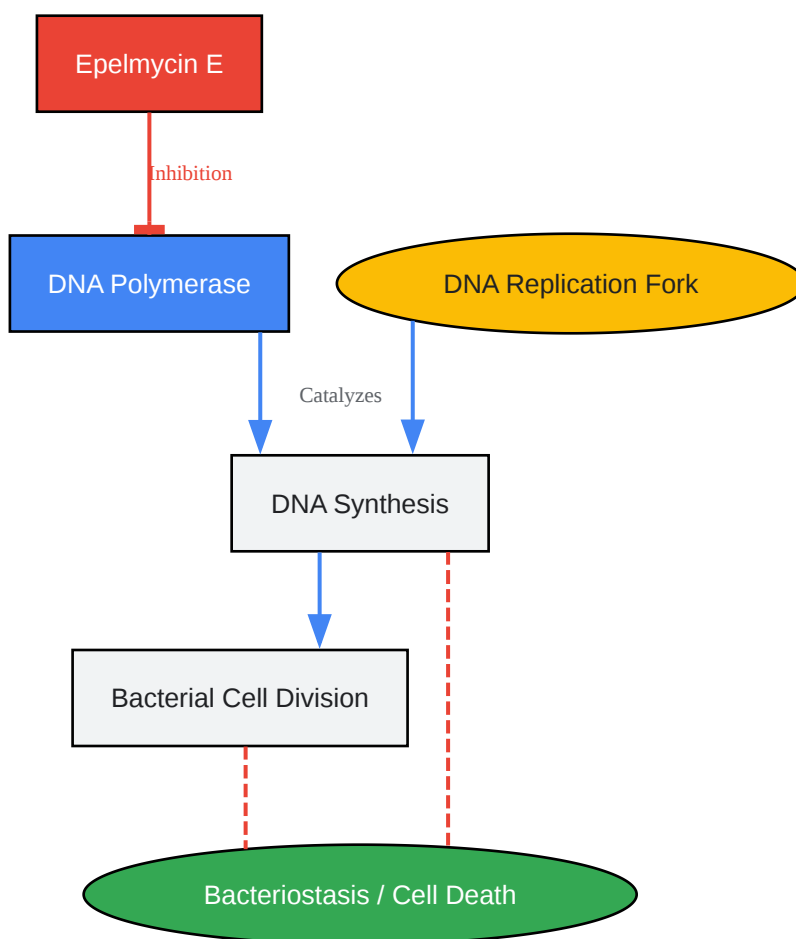 Epelmycin E
Inhibition
DNA Polymerase
DNA Replication Fork
Catalyzes
DNA Synthesis
Bacterial Cell Division
Bacteriostasis / Cell Death